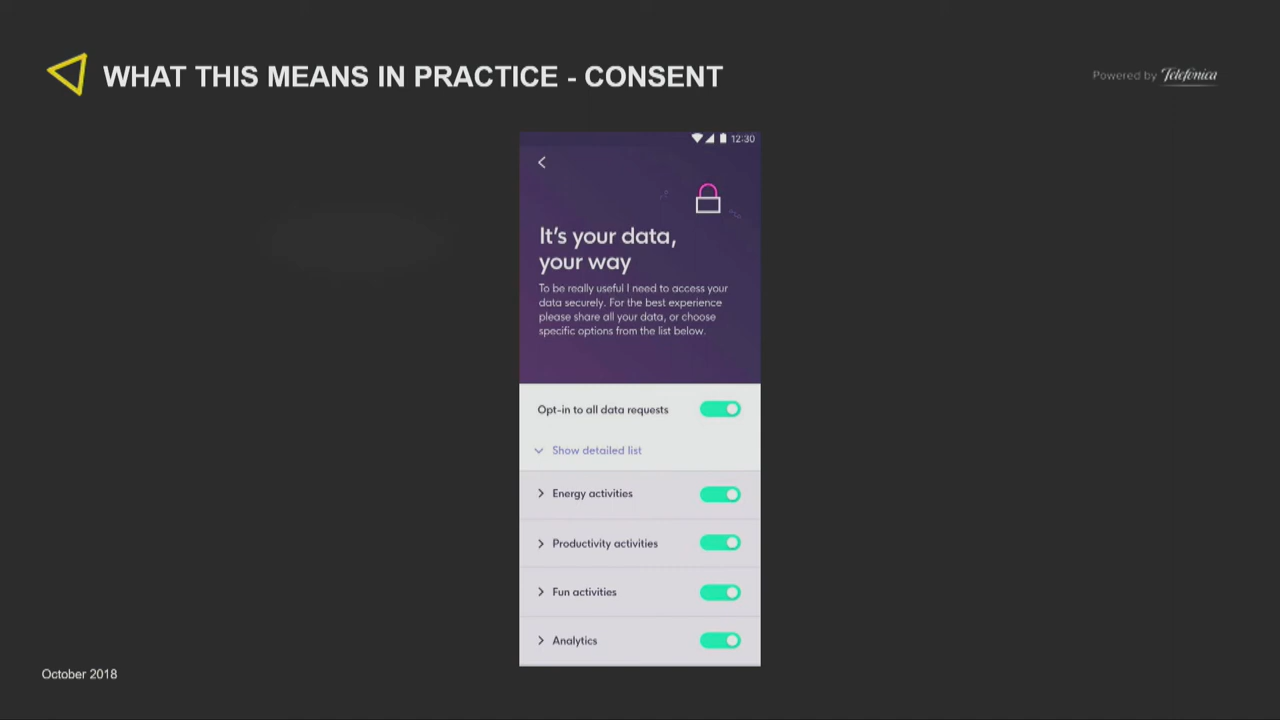 WHAT THIS MEANS IN PRACTICE - CONSENT
Powered by Telefónica
12:30
It's your data,
your way
To be really useful I need to access your
data securely. For the best experience
please share all your data, or choose
specific options from the list below.
Opt-in to all data requests
Show detailed list
Energy activities
Productivity activities
Fun activities
Analytics
October 2018